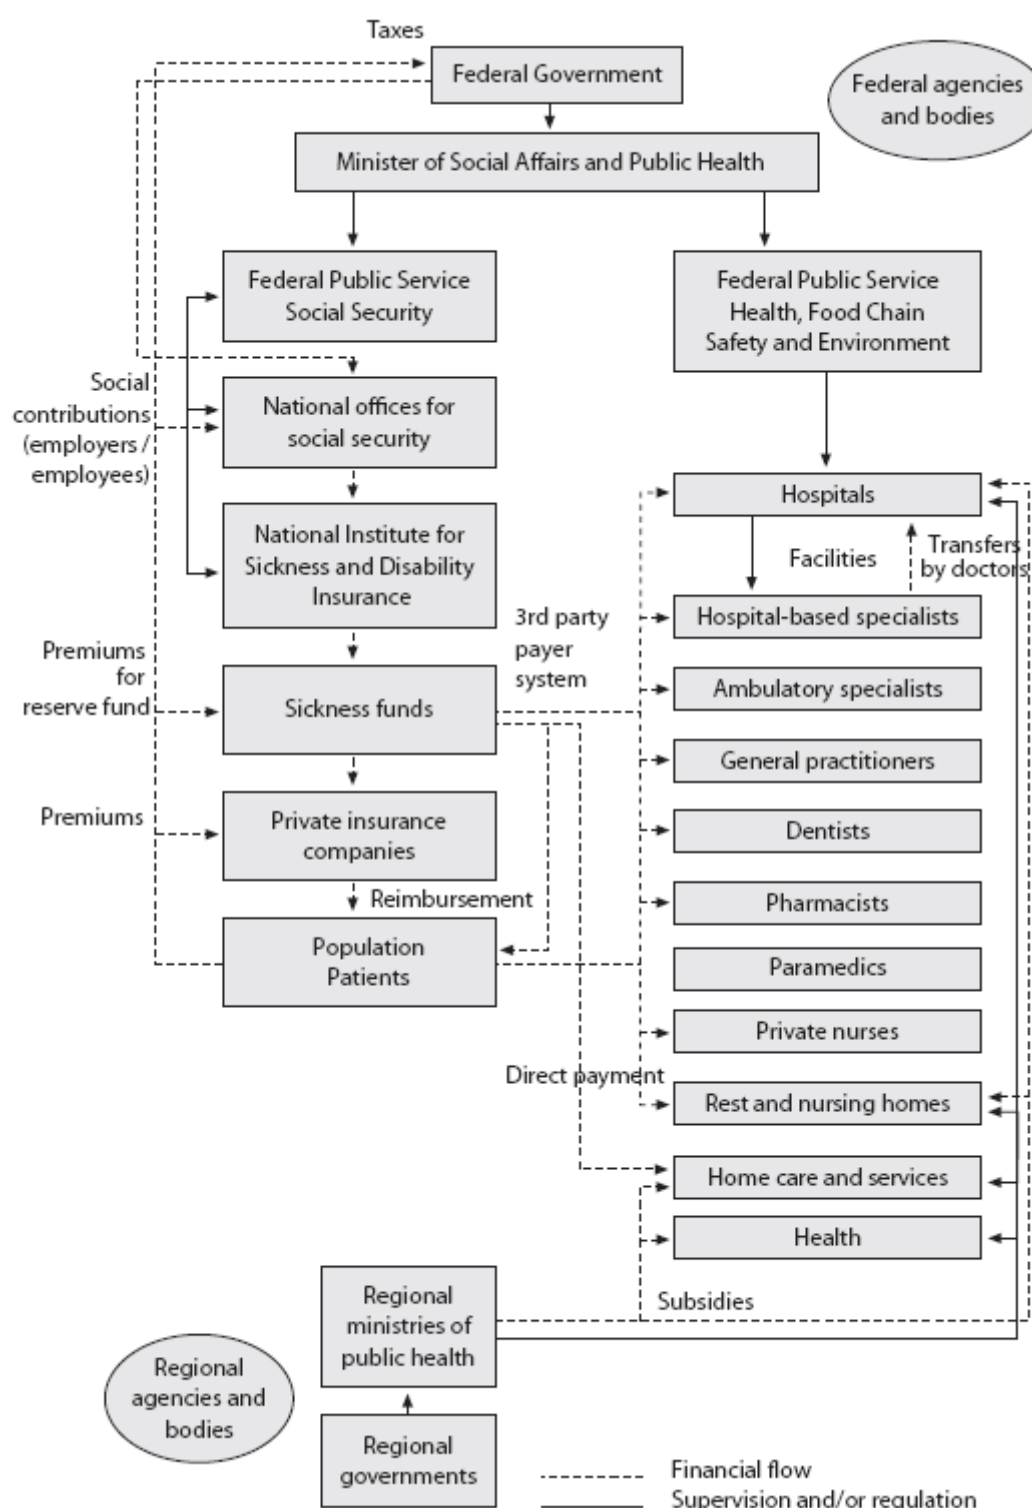 Taxes
Federal Government
Federal agencies
and bodies
Minister of Social Affairs and Public Health
Federal Public Service
Social Security
Federal Public Service
Health, Food Chain
Safety and Environment
Social
contributions
(employers /
employees)
National offices for
social security
Hospitals
National Institute for
Sickness and Disability
Insurance
Facilities
Transfers
by doctors
3rd party
payer
system
Hospital-based specialists
Premiums
for
reserve fund
Sickness funds
Ambulatory specialists
General practitioners
Premiums
Private insurance
companies
Dentists
Reimbursement
Pharmacists
Population
Patients
Paramedics
Private nurses
Direct payment
Rest and nursing homes
Home care and services
Health
Regional
ministries of
public health
Subsidies
Regional
agencies and
bodies
Regional
governments
Financial flow
Supervision and/or regulation